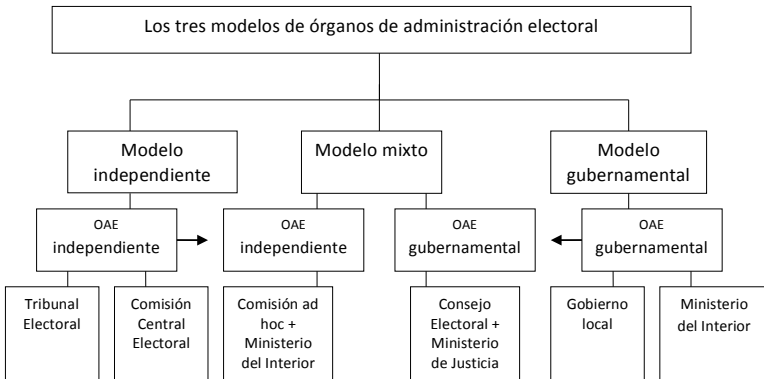 Los tres modelos de órganos de administración electoral
Modelo
independiente
Modelo mixto
Modelo
gubernamental
OAE
independiente
OAE
independiente
OAE
gubernamental
OAE
gubernamental
Tribunal
Electoral
Comisión
Central
Electoral
Comisión ad
hoc +
Ministerio
del Interior
Consejo
Electoral +
Ministerio
de Justicia
Gobierno
local
Ministerio
del Interior